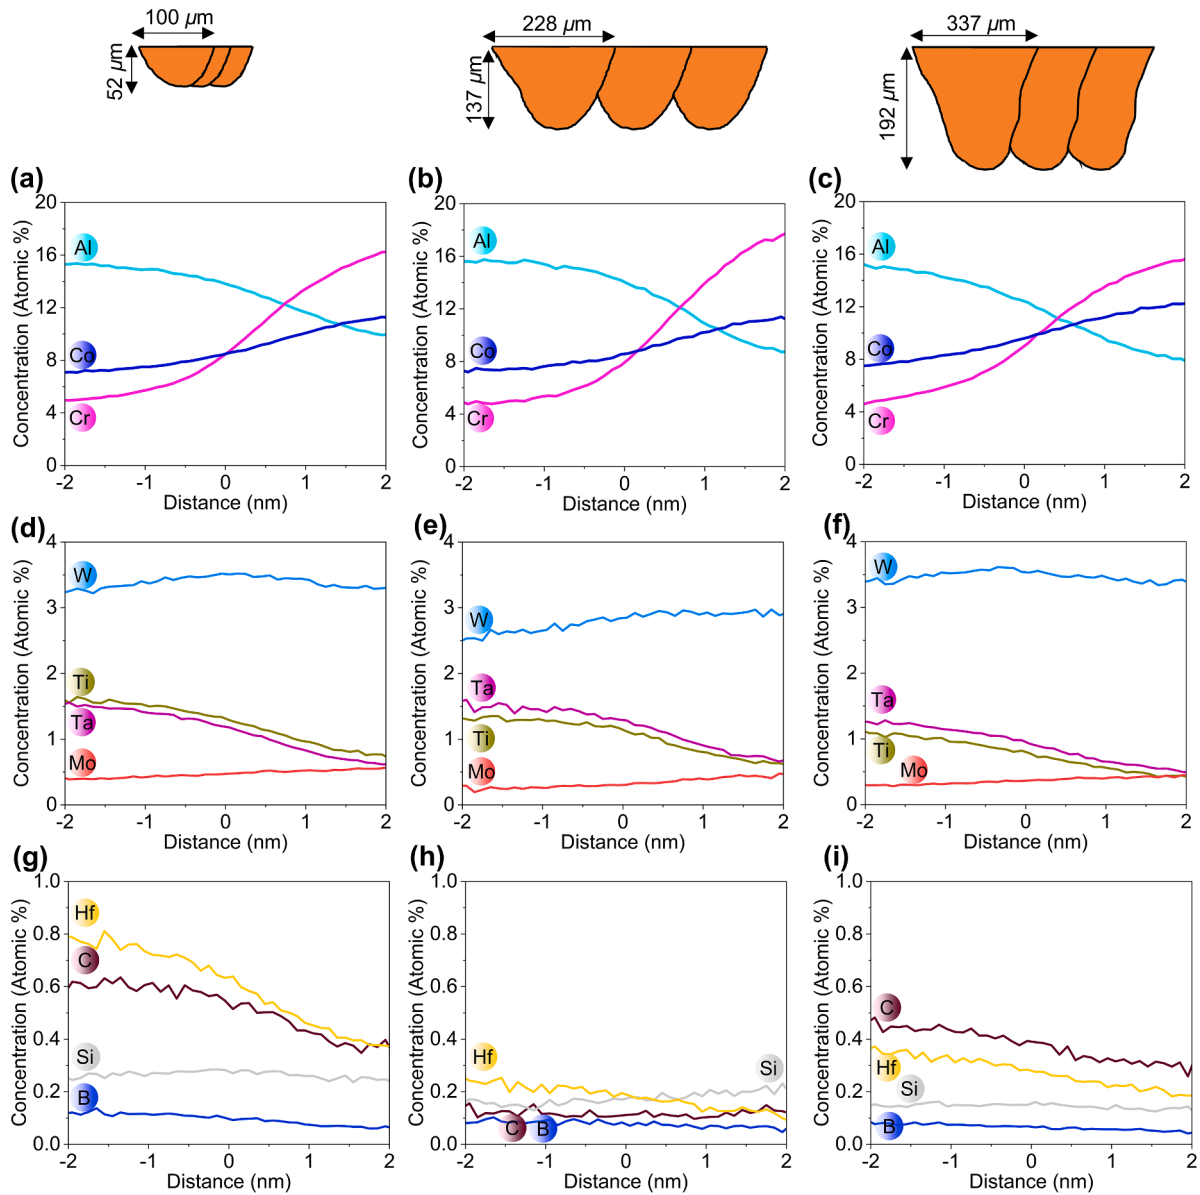 100 µm
52 µm
228 µm
137 µm
337 µm
192 µm
(a)
20
16
12
8
4
0
Concentration (Atomic %)
Al
Co
Cr
-2 -1 0 1 2
Distance (nm)
(b)
20
16
12
8
4
0
Concentration (Atomic %)
Al
Co
Cr
-2 -1 0 1 2
Distance (nm)
(c)
20
16
12
8
4
0
Concentration (Atomic %)
Al
Co
Cr
-2 -1 0 1 2
Distance (nm)
(d)
4
3
2
1
0
Concentration (Atomic %)
W
Ti
Ta
Mo
-2 -1 0 1 2
Distance (nm)
(e)
4
3
2
1
0
Concentration (Atomic %)
W
Ta
Ti
Mo
-2 -1 0 1 2
Distance (nm)
(f)
4
3
2
1
0
Concentration (Atomic %)
W
Ta
Ti
Mo
-2 -1 0 1 2
Distance (nm)
(g)
1.0
0.8
0.6
0.4
0.2
0.0
Concentration (Atomic %)
Hf
C
Si
B
-2 -1 0 1 2
Distance (nm)
(h)
1.0
0.8
0.6
0.4
0.2
0.0
Concentration (Atomic %)
Hf
Si
C
B
-2 -1 0 1 2
Distance (nm)
(i)
1.0
0.8
0.6
0.4
0.2
0.0
Concentration (Atomic %)
C
Hf
Si
B
-2 -1 0 1 2
Distance (nm)